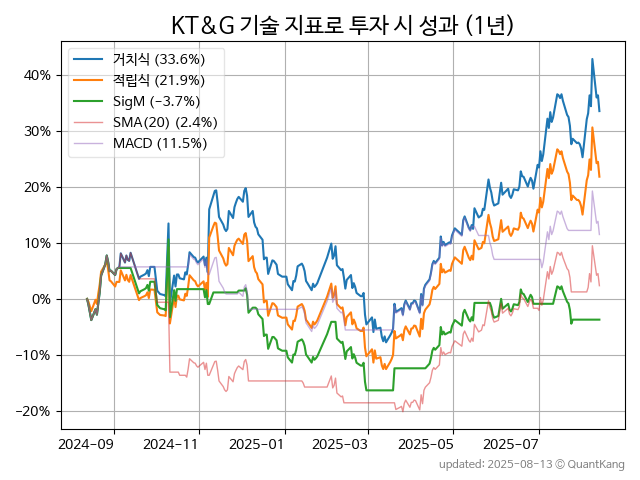 KT&G 기술 지표로 투자 시 성과 (1년)
거치식 (33.6%)
적립식 (21.9%)
SigM (−3.7%)
SMA(20) (2.4%)
MACD (11.5%)
40%
30%
20%
10%
0%
−10%
−20%
2024-09
2024-11
2025-01
2025-03
2025-05
2025-07
updated: 2025-08-13 ⓒ QuantKang